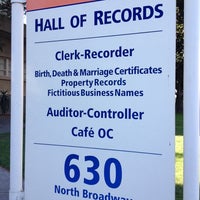 HALL OF RECORDS
Clerk-Recorder
Birth, Death & Marriage Certificates
Property Records
Fictitious Business Names
Auditor-Controller
Café OC
630
North Broadway